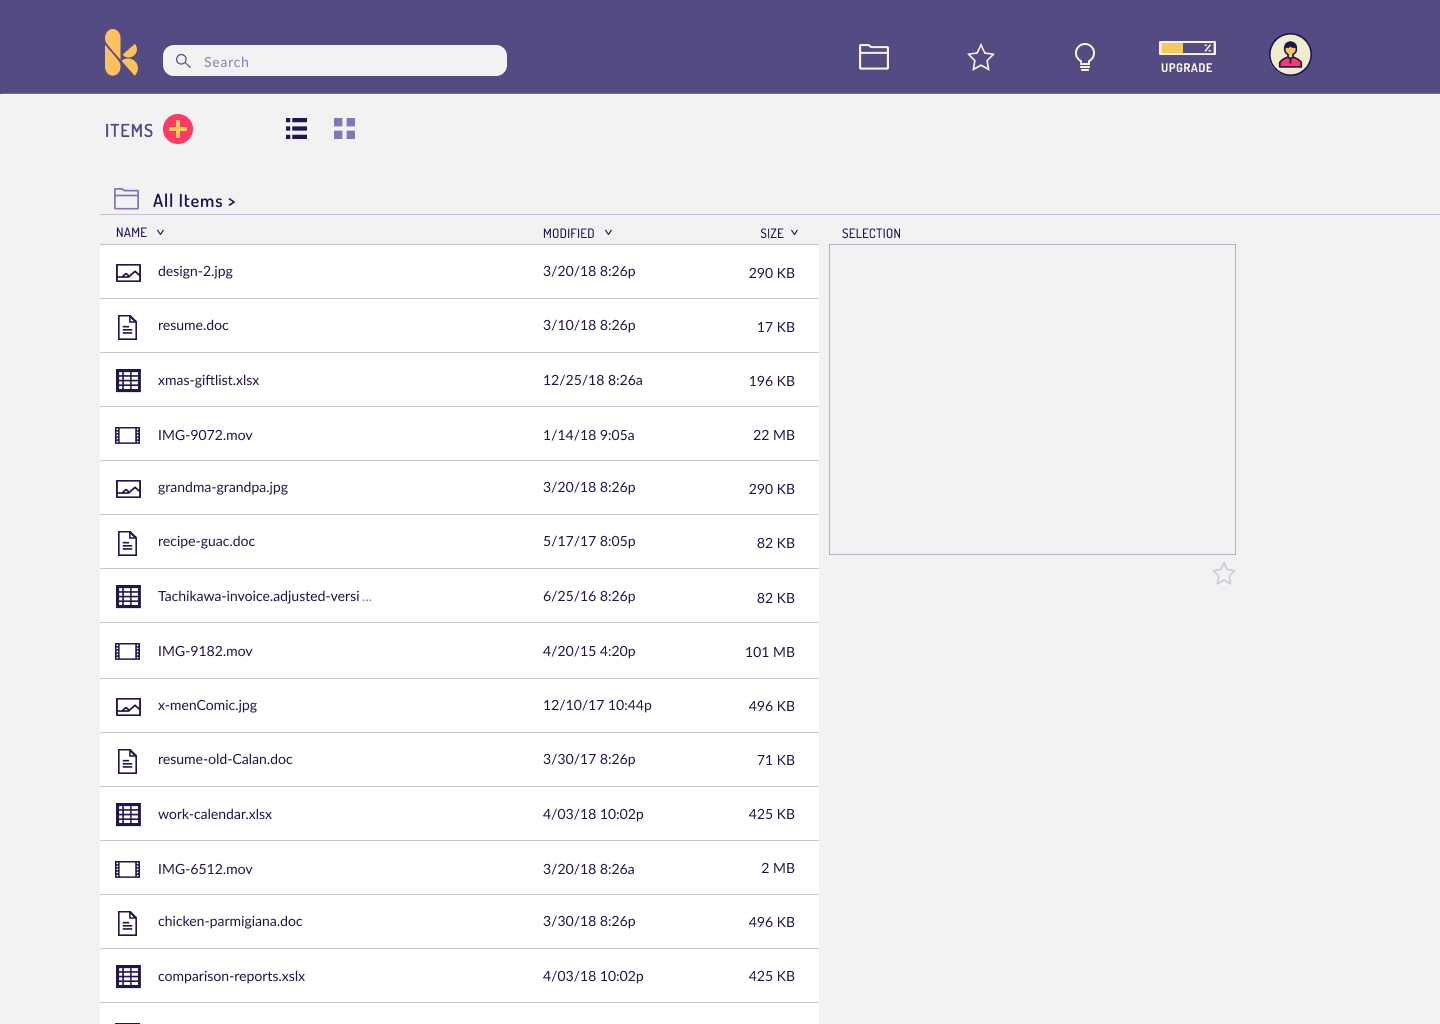 Search
%
UPGRADE
ITEMS
All Items >
NAME MODIFIED SIZE SELECTION
design-2.jpg 3/20/18 8:26p 290 KB
resume.doc 3/10/18 8:26p 17 KB
xmas-giftlist.xlsx 12/25/18 8:26a 196 KB
IMG-9072.mov 1/14/18 9:05a 22 MB
grandma-grandpa.jpg 3/20/18 8:26p 290 KB
recipe-guac.doc 5/17/17 8:05p 82 KB
Tachikawa-invoice.adjusted-versi ... 6/25/16 8:26p 82 KB
IMG-9182.mov 4/20/15 4:20p 101 MB
x-menComic.jpg 12/10/17 10:44p 496 KB
resume-old-Calan.doc 3/30/17 8:26p 71 KB
work-calendar.xlsx 4/03/18 10:02p 425 KB
IMG-6512.mov 3/20/18 8:26a 2 MB
chicken-parmigiana.doc 3/30/18 8:26p 496 KB
comparison-reports.xslx 4/03/18 10:02p 425 KB